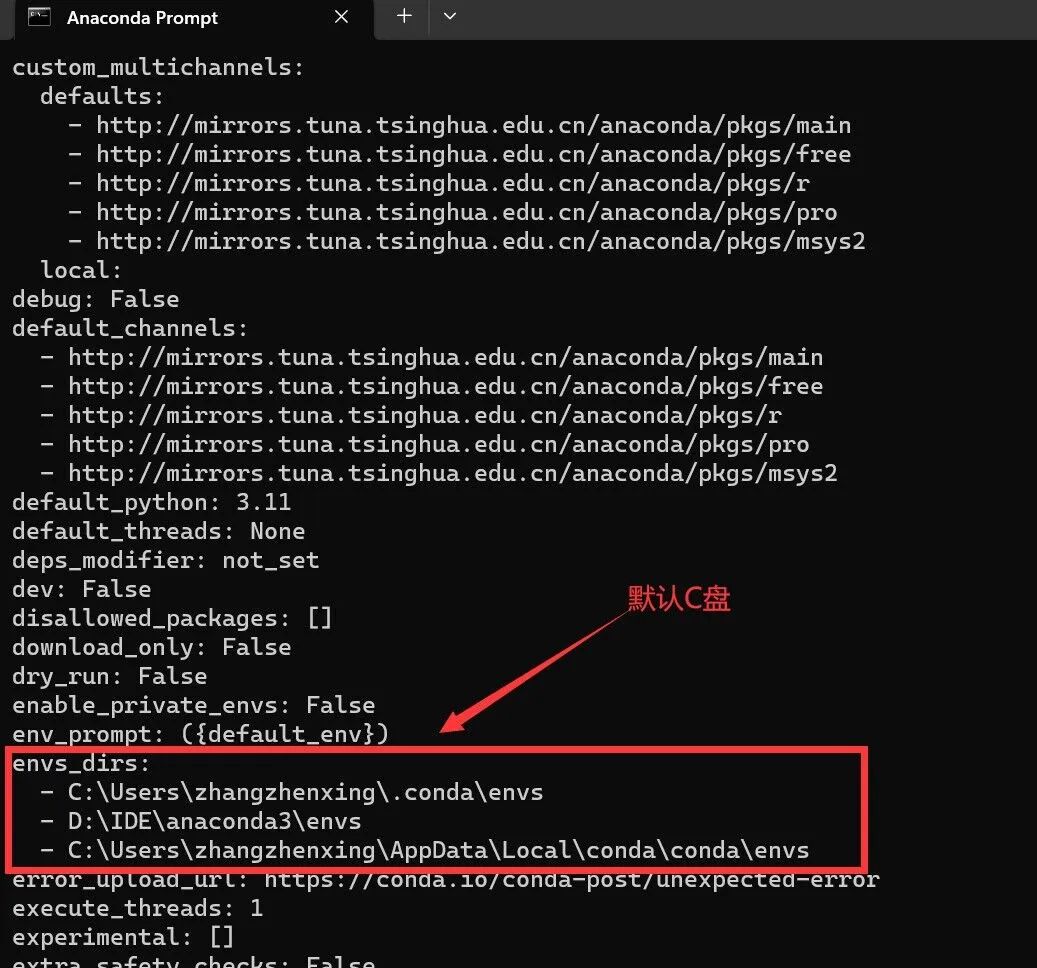 Anaconda Prompt
custom_multichannels:
  defaults:
    - http://mirrors.tuna.tsinghua.edu.cn/anaconda/pkgs/main
    - http://mirrors.tuna.tsinghua.edu.cn/anaconda/pkgs/free
    - http://mirrors.tuna.tsinghua.edu.cn/anaconda/pkgs/r
    - http://mirrors.tuna.tsinghua.edu.cn/anaconda/pkgs/pro
    - http://mirrors.tuna.tsinghua.edu.cn/anaconda/pkgs/msys2
  local:
debug: False
default_channels:
  - http://mirrors.tuna.tsinghua.edu.cn/anaconda/pkgs/main
  - http://mirrors.tuna.tsinghua.edu.cn/anaconda/pkgs/free
  - http://mirrors.tuna.tsinghua.edu.cn/anaconda/pkgs/r
  - http://mirrors.tuna.tsinghua.edu.cn/anaconda/pkgs/pro
  - http://mirrors.tuna.tsinghua.edu.cn/anaconda/pkgs/msys2
default_python: 3.11
default_threads: None
deps_modifier: not_set
dev: False
默认C盘
disallowed_packages: []
download_only: False
dry_run: False
enable_private_envs: False
env_prompt: ({default_env})
envs_dirs:
  - C:\Users\zhangzhenxing\.conda\envs
  - D:\IDE\anaconda3\envs
  - C:\Users\zhangzhenxing\AppData\Local\conda\conda\envs
error_upload_url: https://conda.io/conda-post/unexpected-error
execute_threads: 1
experimental: []
extra_safety_checks: False